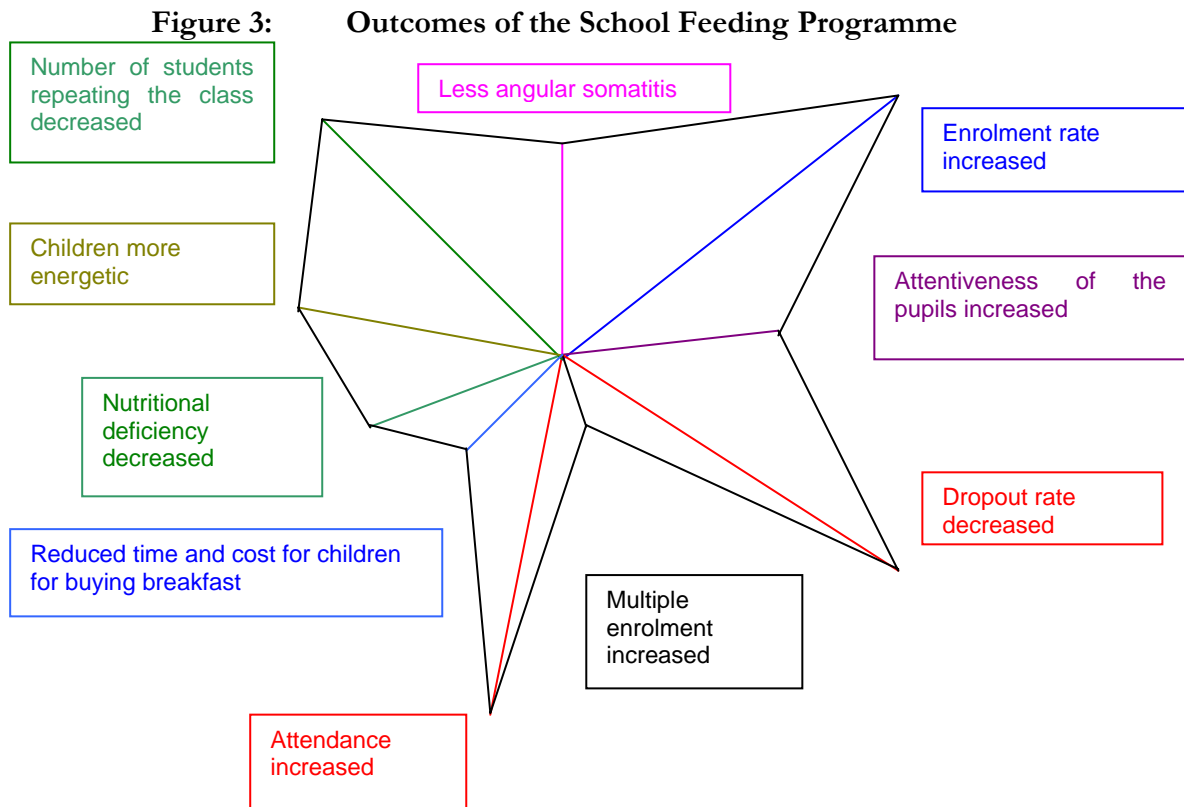 Figure 3: Outcomes of the School Feeding Programme
Number of students
repeating the class
decreased
Less angular somatitis
Enrolment rate
increased
Children more
energetic
Attentiveness of the
pupils increased
Nutritional
deficiency
decreased
Dropout rate
decreased
Reduced time and cost for children
for buying breakfast
Multiple
enrolment
increased
Attendance
increased